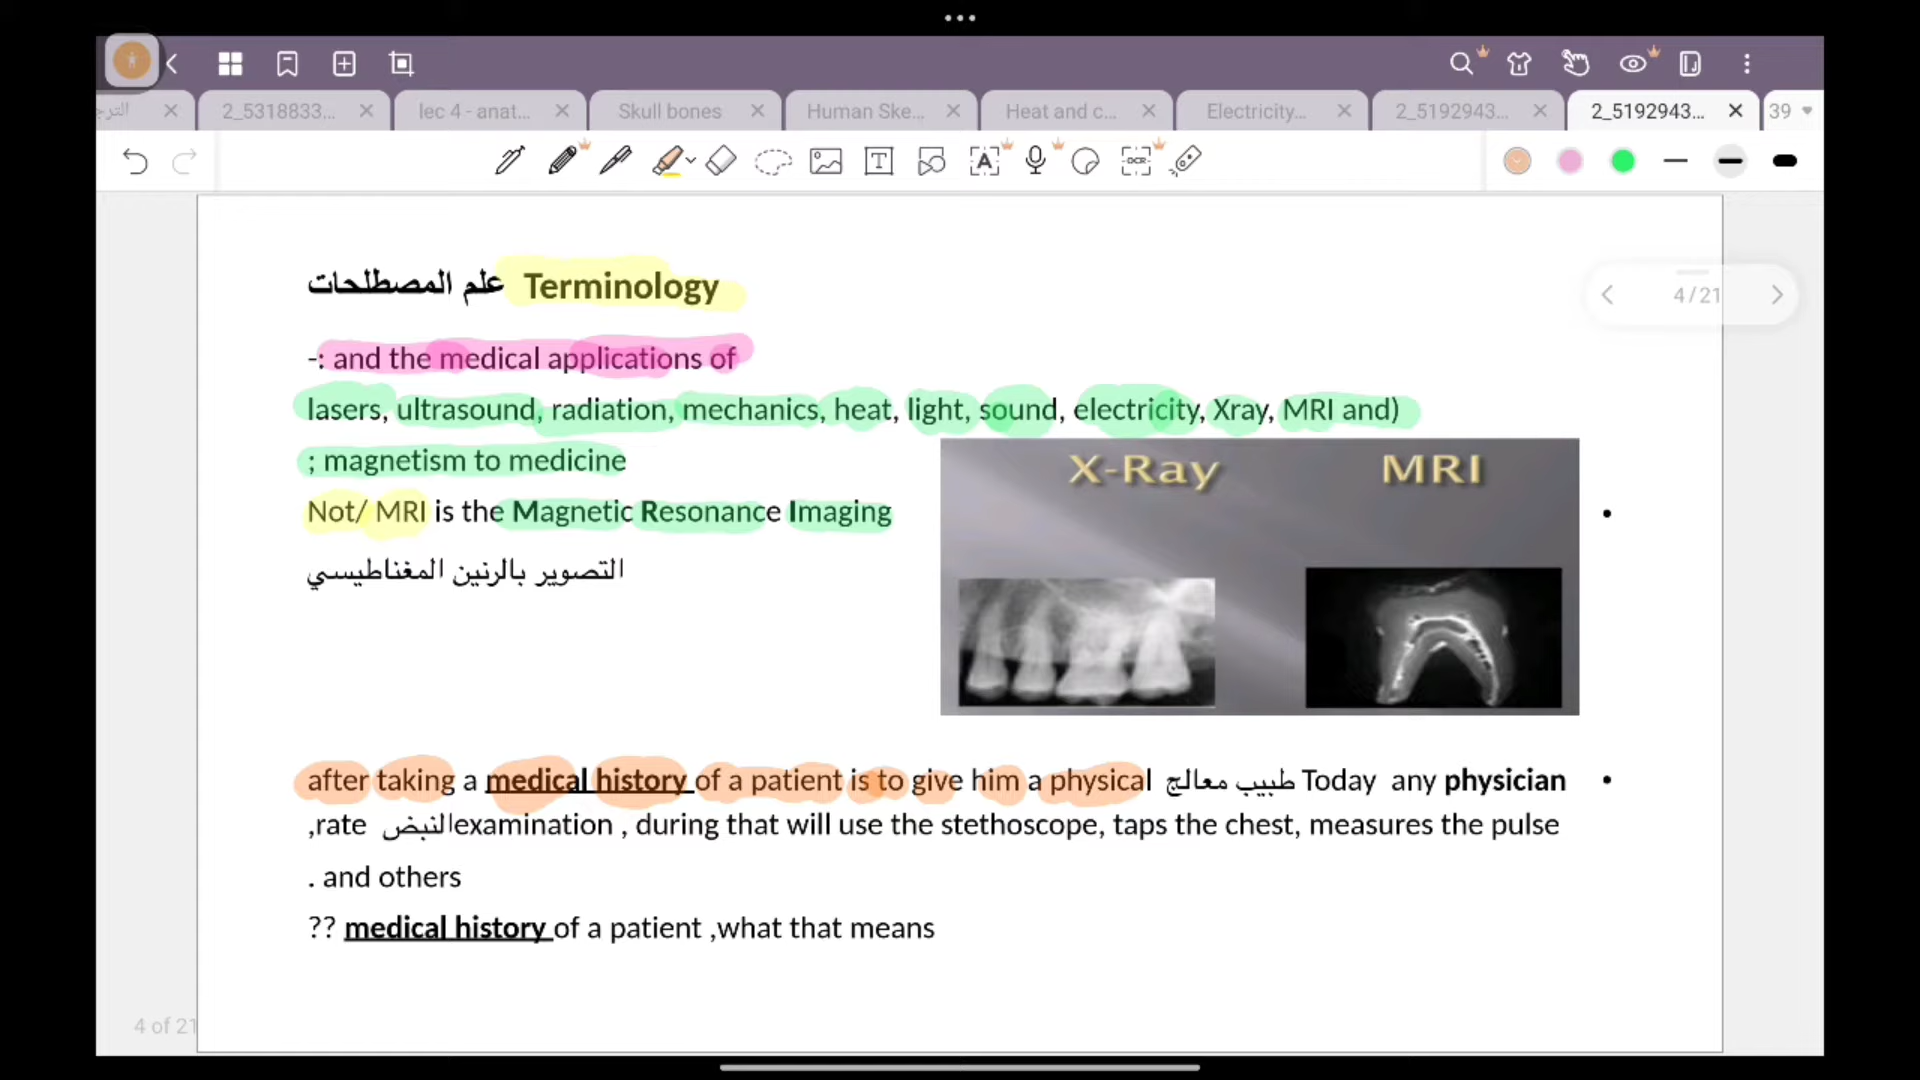 التر
2_5318833...
lec 4 - anat...
Skull bones
Human Ske...
Heat and c...
Electricity...
2_5192943...
2_5192943...
39
A
T
OCR
علم المصطلحات Terminology
4/21
-: and the medical applications of
lasers, ultrasound, radiation, mechanics, heat, light, sound, electricity, Xray, MRI and)
; magnetism to medicine
X-Ray MRI
Not/ MRI is the Magnetic Resonance Imaging
التصوير بالرنين المغناطيسي
after taking a medical history of a patient is to give him a physical طبيب معالج Today any physician
,rate النبض examination , during that will use the stethoscope, taps the chest, measures the pulse
. and others
?? medical history of a patient ,what that means
4 of 21